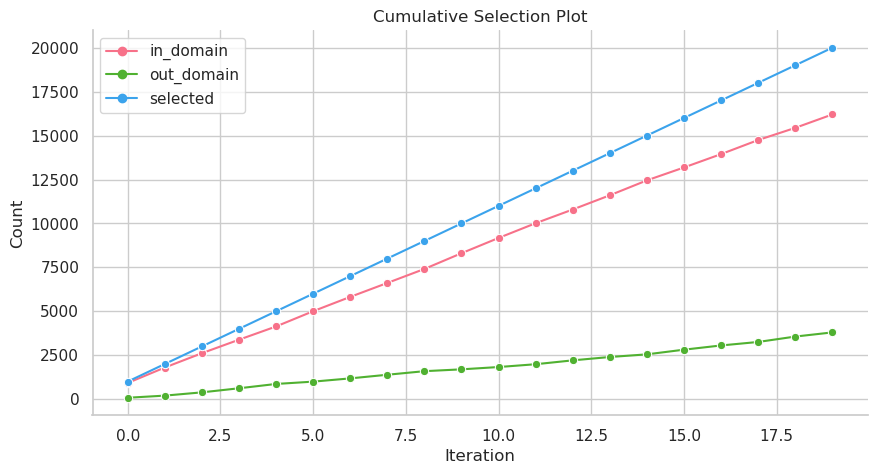 Cumulative Selection Plot
in_domain
out_domain
selected
20000
17500
15000
12500
10000
7500
5000
2500
0
Count
0.0 2.5 5.0 7.5 10.0 12.5 15.0 17.5
Iteration